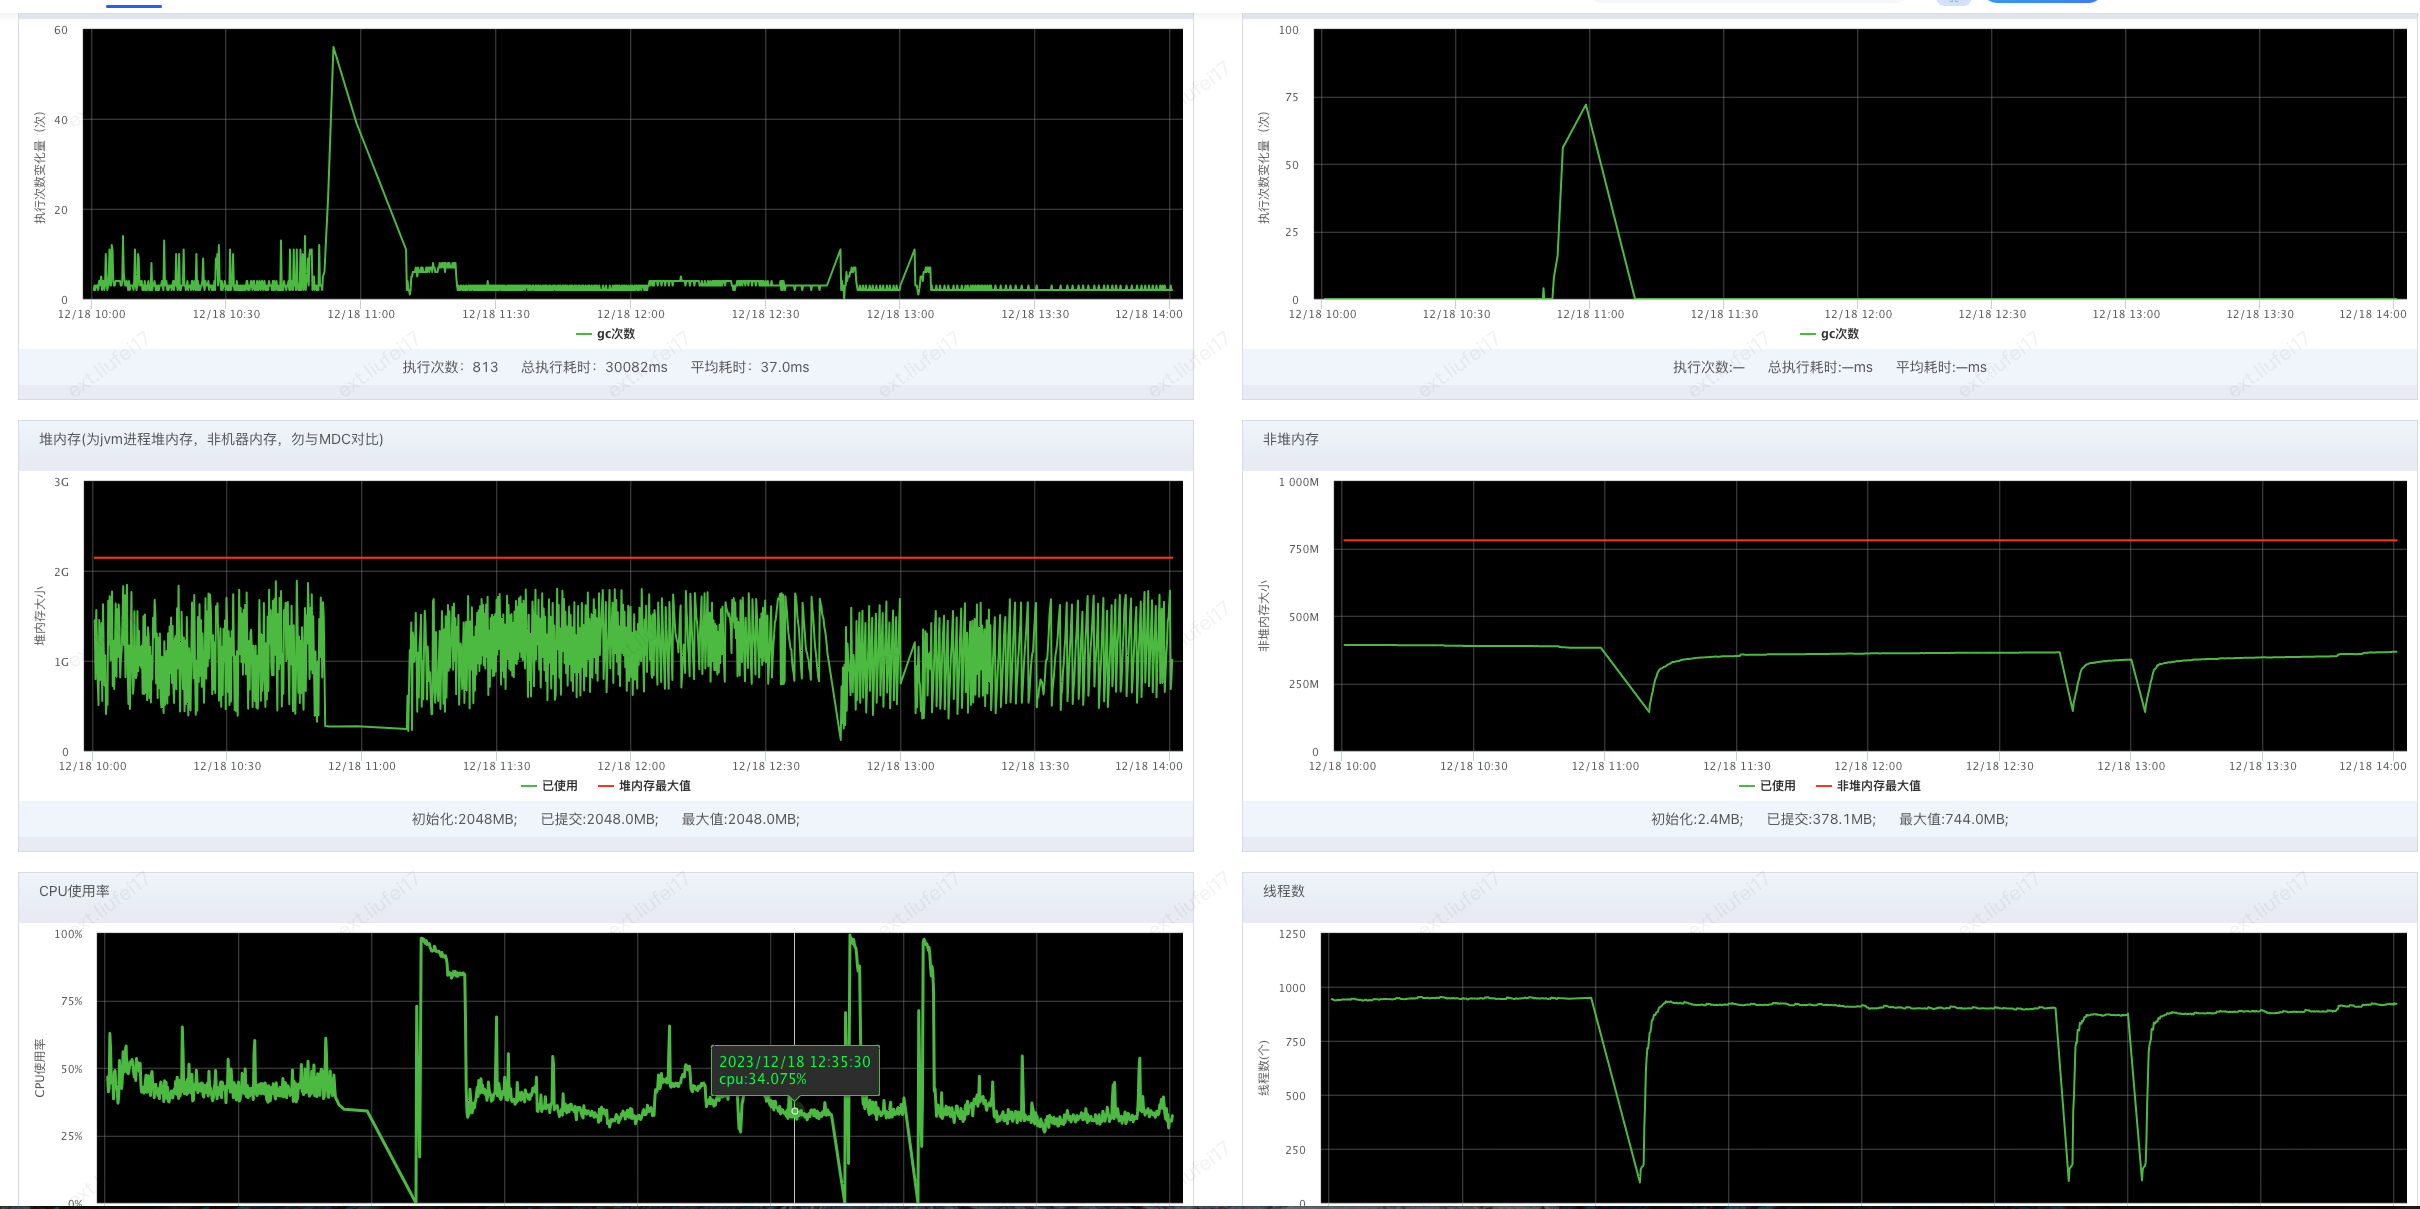 60
40
20
0
执行次数变化量（次）
12/18 10:00
12/18 10:30
12/18 11:00
12/18 11:30
12/18 12:00
12/18 12:30
12/18 13:00
12/18 13:30
12/18 14:00
gc次数
执行次数：813 总执行耗时：30082ms 平均耗时：37.0ms
100
75
50
25
0
执行次数变化量（次）
12/18 10:00
12/18 10:30
12/18 11:00
12/18 11:30
12/18 12:00
12/18 12:30
12/18 13:00
12/18 13:30
12/18 14:00
gc次数
执行次数:— 总执行耗时:—ms 平均耗时:—ms
堆内存(为jvm进程堆内存，非机器内存，勿与MDC对比)
3G
2G
1G
0
堆内存大小
12/18 10:00
12/18 10:30
12/18 11:00
12/18 11:30
12/18 12:00
12/18 12:30
12/18 13:00
12/18 13:30
12/18 14:00
已使用 堆内存最大值
初始化:2048MB; 已提交:2048.0MB; 最大值:2048.0MB;
非堆内存
1 000M
750M
500M
250M
0
非堆内存大小
12/18 10:00
12/18 10:30
12/18 11:00
12/18 11:30
12/18 12:00
12/18 12:30
12/18 13:00
12/18 13:30
12/18 14:00
已使用 非堆内存最大值
初始化:2.4MB; 已提交:378.1MB; 最大值:744.0MB;
CPU使用率
100%
75%
50%
25%
0%
CPU使用率
2023/12/18 12:35:30
cpu:34.075%
线程数
1250
1000
750
500
250
0
线程数(个)
ext.liufei17